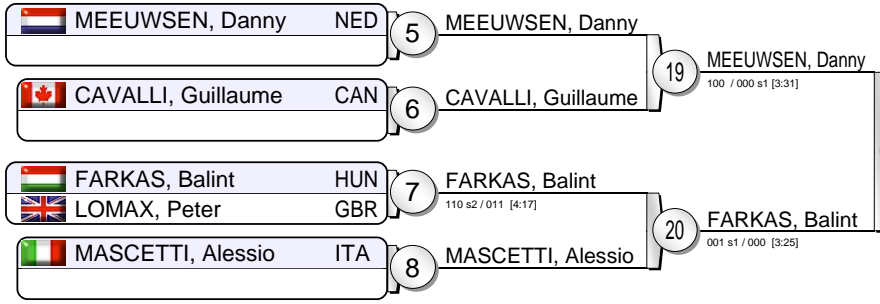 MEEUWSEN, Danny NED
5
MEEUWSEN, Danny
CAVALLI, Guillaume CAN
6
CAVALLI, Guillaume
19
MEEUWSEN, Danny
100 / 000 s1 [3:31]
FARKAS, Balint HUN
LOMAX, Peter GBR
7
FARKAS, Balint
110 s2 / 011 [4:17]
MASCETTI, Alessio ITA
8
MASCETTI, Alessio
20
FARKAS, Balint
001 s1 / 000 [3:25]